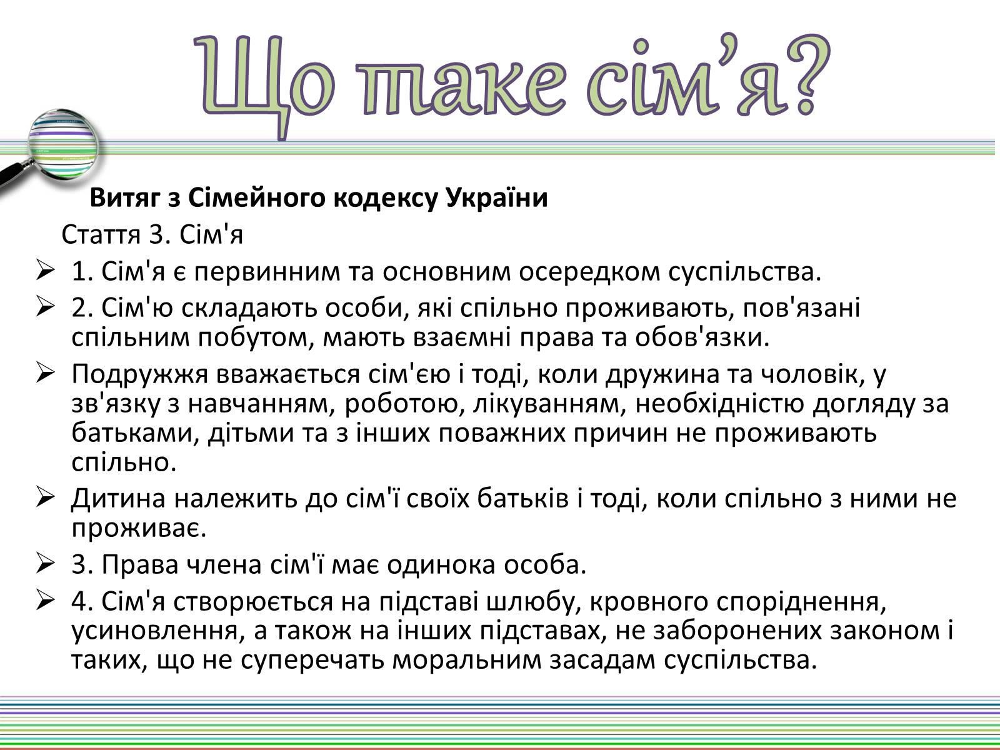 Що таке сім’я?
Витяг з Сімейного кодексу України
Стаття 3. Сім'я
➢ 1. Сім'я є первинним та основним осередком суспільства.
➢ 2. Сім'ю складають особи, які спільно проживають, пов'язані
спільним побутом, мають взаємні права та обов'язки.
➢ Подружжя вважається сім'єю і тоді, коли дружина та чоловік, у
зв'язку з навчанням, роботою, лікуванням, необхідністю догляду за
батьками, дітьми та з інших поважних причин не проживають
спільно.
➢ Дитина належить до сім'ї своїх батьків і тоді, коли спільно з ними не
проживає.
➢ 3. Права члена сім'ї має одинока особа.
➢ 4. Сім'я створюється на підставі шлюбу, кровного споріднення,
усиновлення, а також на інших підставах, не заборонених законом і
таких, що не суперечать моральним засадам суспільства.